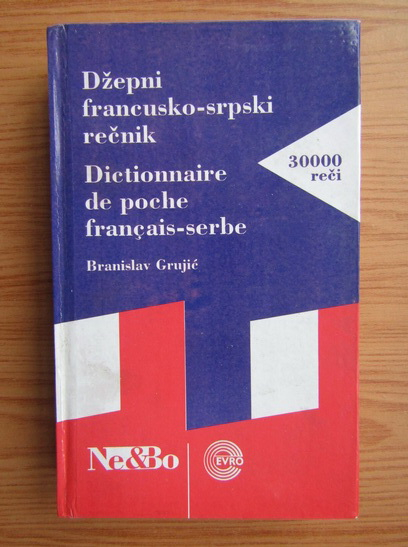 Džepni
francusko-srpski
rečnik
Dictionnaire
de poche
français-serbe
30000
reči
Branislav Grujić
Ne&Bo
EVRO